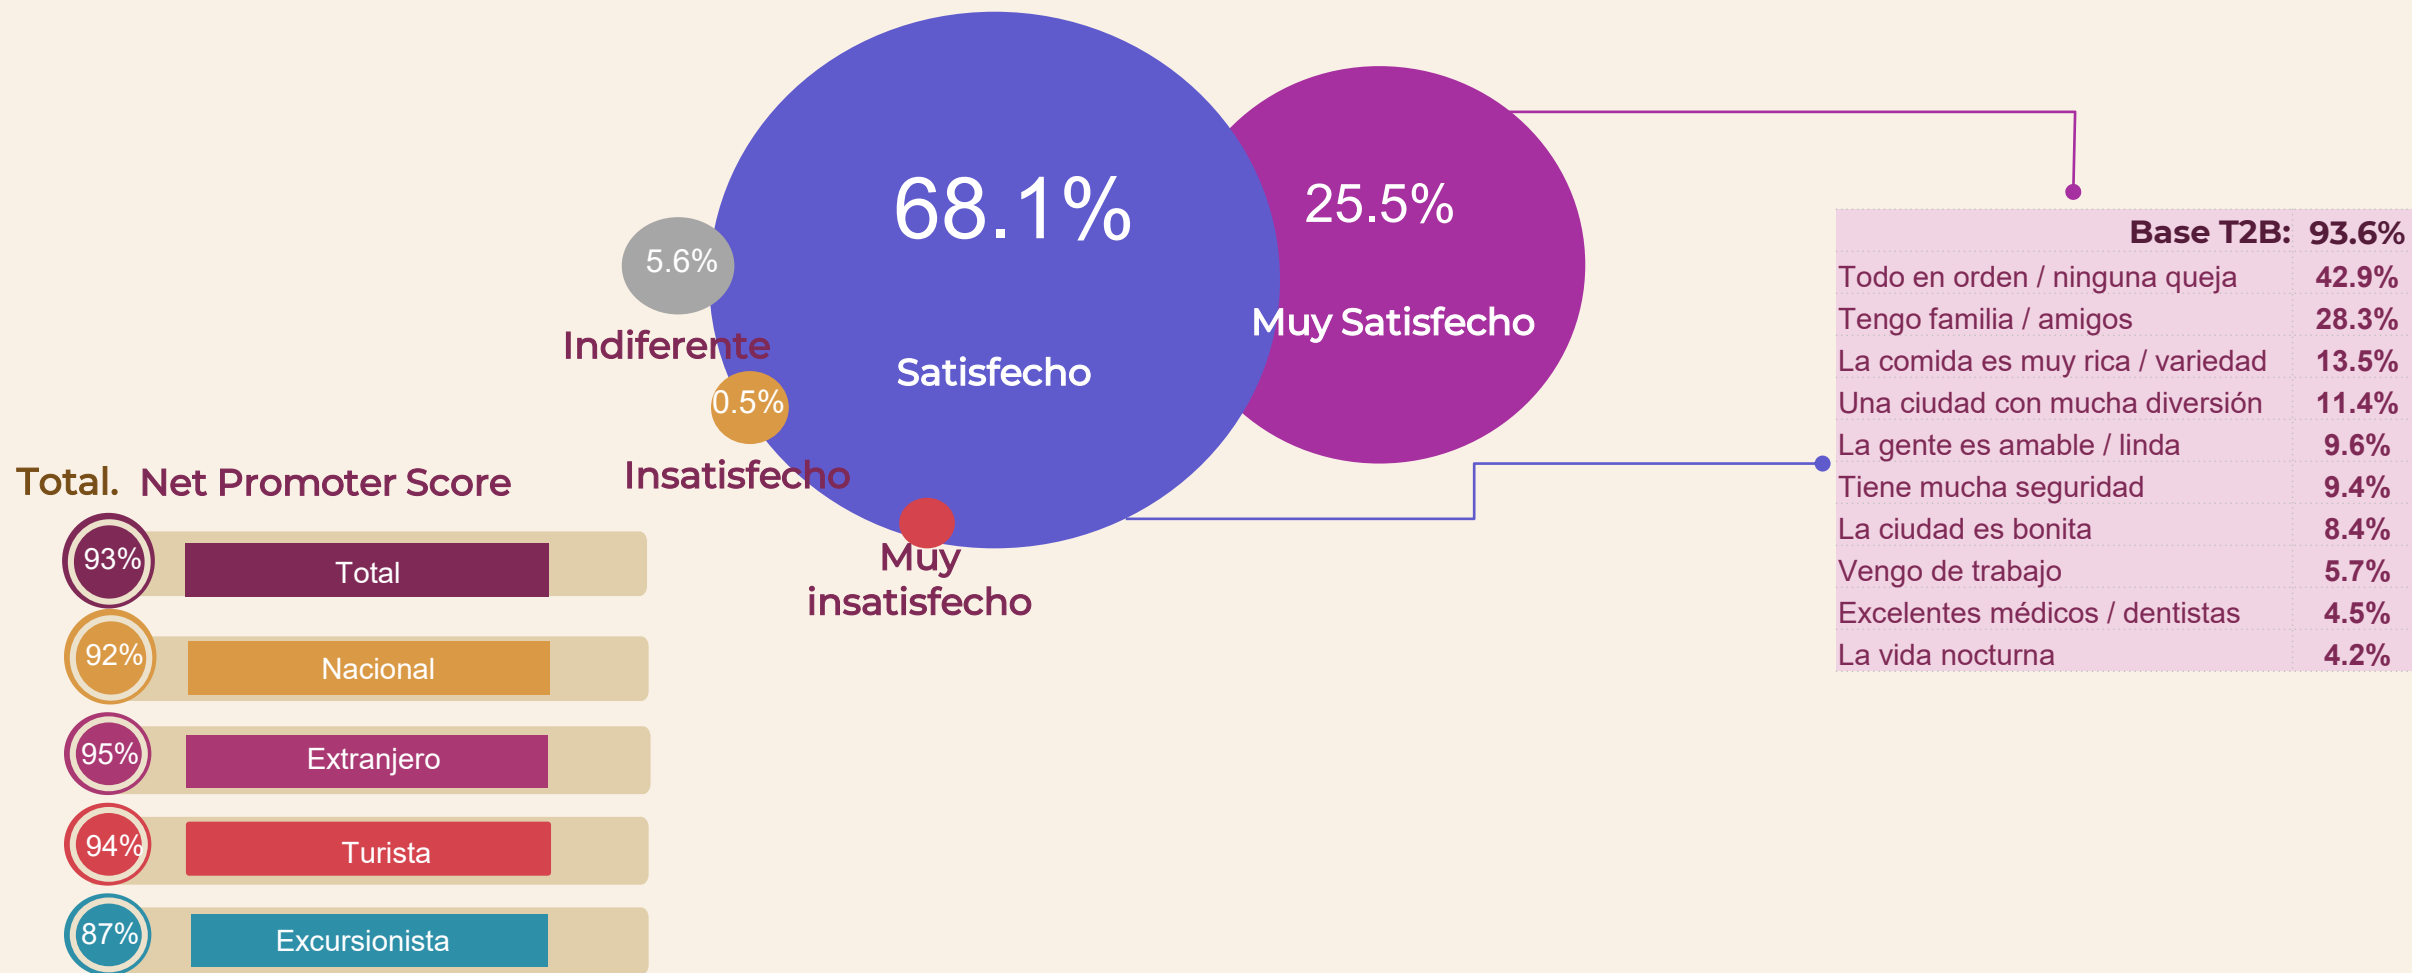 68.1%
Satisfecho
25.5%
Muy Satisfecho
5.6%
Indiferente
0.5%
Insatisfecho
Muy
insatisfecho
Base T2B: 93.6%
Todo en orden / ninguna queja 42.9%
Tengo familia / amigos 28.3%
La comida es muy rica / variedad 13.5%
Una ciudad con mucha diversión 11.4%
La gente es amable / linda 9.6%
Tiene mucha seguridad 9.4%
La ciudad es bonita 8.4%
Vengo de trabajo 5.7%
Excelentes médicos / dentistas 4.5%
La vida nocturna 4.2%
Total. Net Promoter Score
93% Total
92% Nacional
95% Extranjero
94% Turista
87% Excursionista